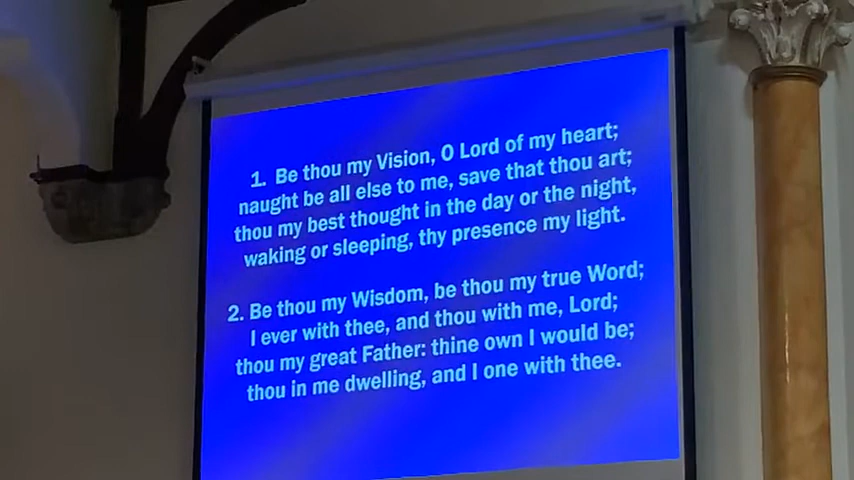 1. Be thou my Vision, O Lord of my heart;
naught be all else to me, save that thou art;
thou my best thought in the day or the night,
waking or sleeping, thy presence my light.
2. Be thou my Wisdom, be thou my true Word;
I ever with thee, and thou with me, Lord;
thou my great Father: thine own I would be;
thou in me dwelling, and I one with thee.